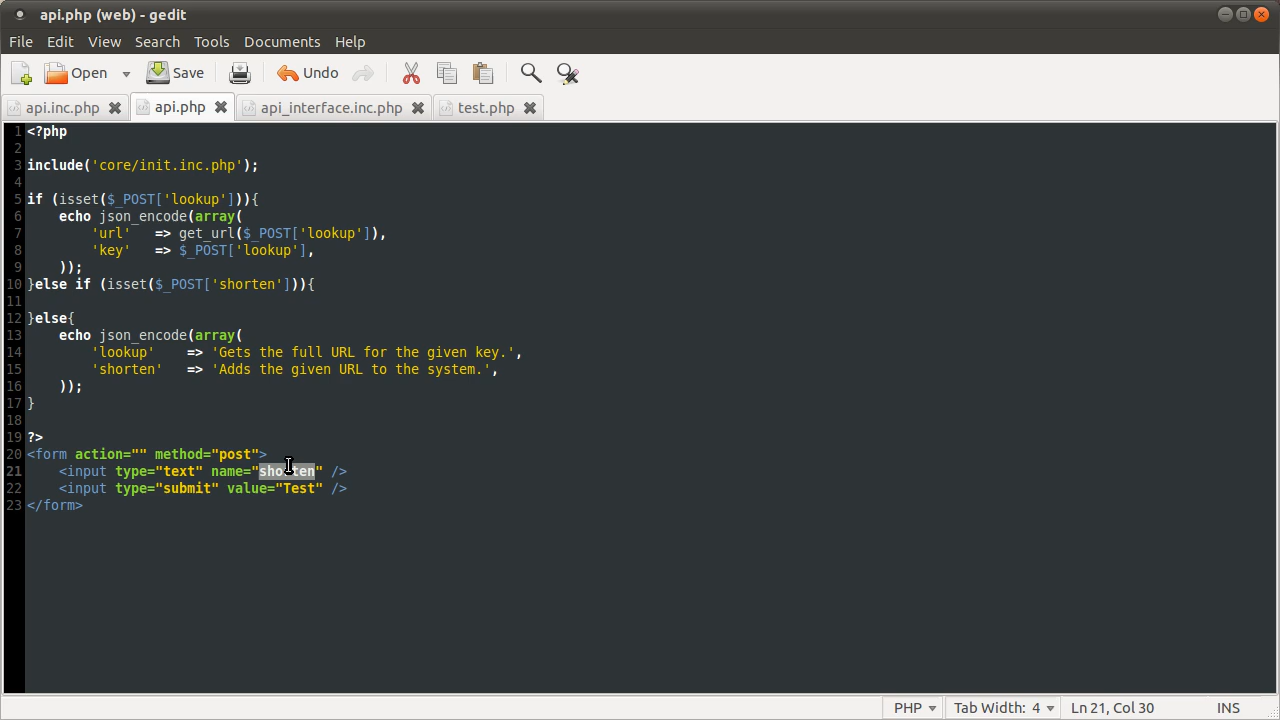 api.php (web) - gedit
File Edit View Search Tools Documents Help
Open Save Undo
api.inc.php api.php api_interface.inc.php test.php
1 <?php
2
3 include('core/init.inc.php');
4
5 if (isset($_POST['lookup'])){
6     echo json_encode(array(
7         'url'   => get_url($_POST['lookup']),
8         'key'   => $_POST['lookup'],
9     ));
10 }else if (isset($_POST['shorten'])){
11
12 }else{
13     echo json_encode(array(
14         'lookup'    => 'Gets the full URL for the given key.',
15         'shorten'   => 'Adds the given URL to the system.',
16     ));
17 }
18
19 ?>
20 <form action="" method="post">
21     <input type="text" name="shorten" />
22     <input type="submit" value="Test" />
23 </form>
PHP Tab Width: 4 Ln 21, Col 30 INS